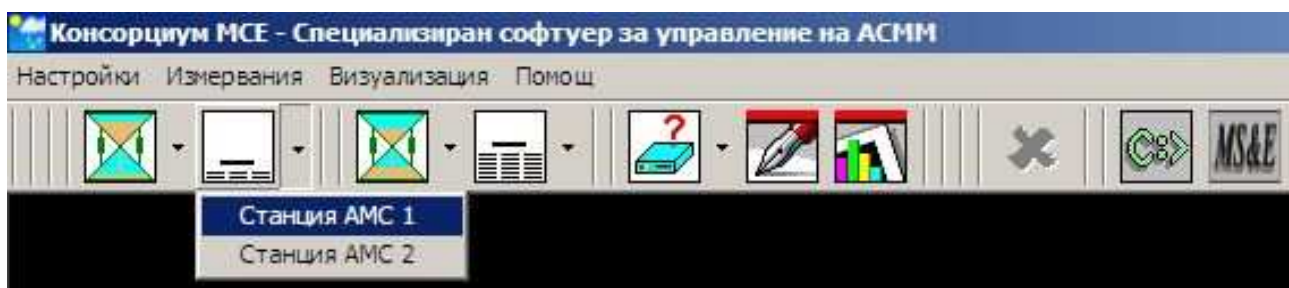 Консорциум МСЕ - Специализиран софтуер за управление на АСММ
Настройки Измервания Визуализация Помощ
? C:> MS&E
Станция АМС 1
Станция АМС 2